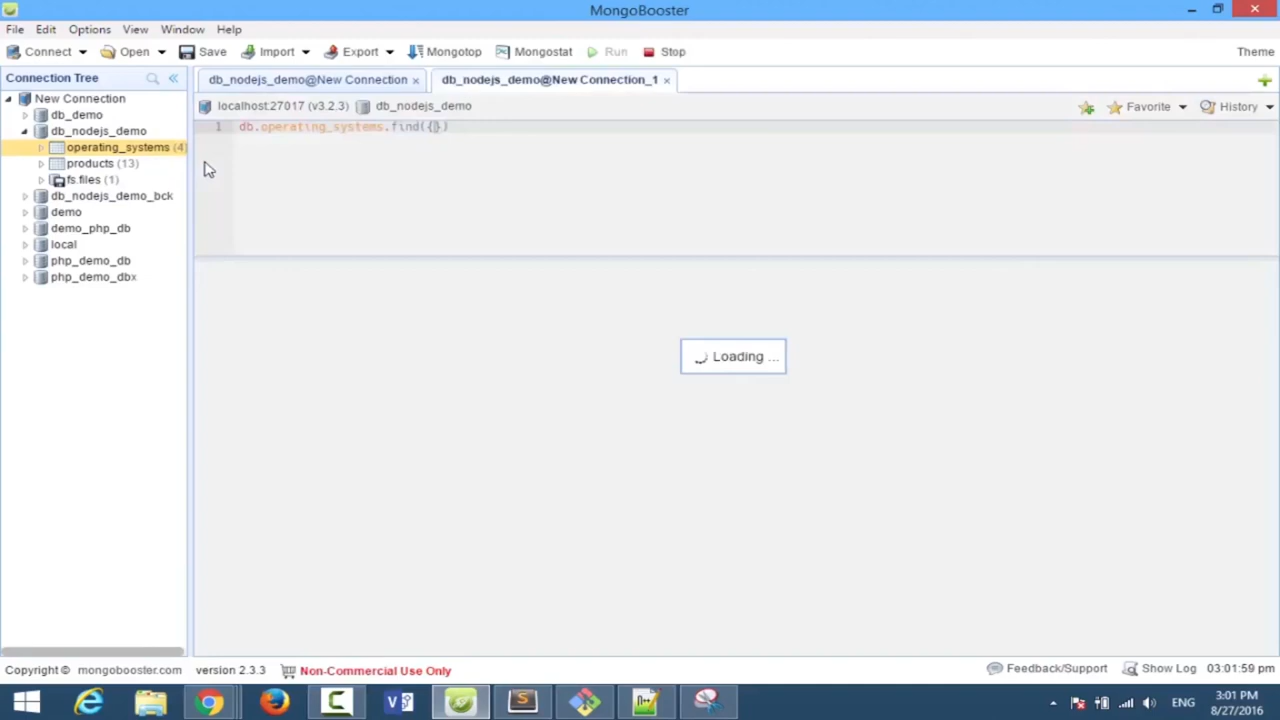 MongoBooster
File Edit Options View Window Help
Connect Open Save Import Export Mongotop Mongostat Run Stop Theme
Connection Tree
db_nodejs_demo@New Connection × db_nodejs_demo@New Connection_1 ×
New Connection
localhost:27017 (v3.2.3) db_nodejs_demo Favorite History
db_demo
1 db.operating_systems.find({})
db_nodejs_demo
operating_systems (4)
products (13)
fs.files (1)
db_nodejs_demo_bck
demo
demo_php_db
local
php_demo_db
php_demo_dbx
Loading ...
Copyright © mongobooster.com version 2.3.3 Non-Commercial Use Only Feedback/Support Show Log 03:01:59 pm
ENG
3:01 PM
8/27/2016